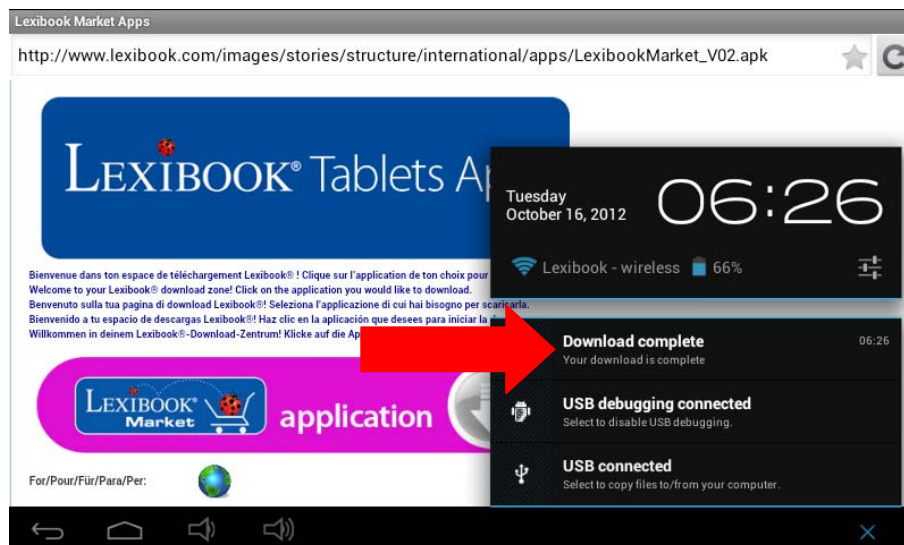 Lexibook Market Apps
http://www.lexibook.com/images/stories/structure/international/apps/LexibookMarket_V02.apk
LEXIBOOK® Tablets A
Tuesday
October 16, 2012
06:26
Lexibook - wireless 66%
Bienvenue dans ton espace de téléchargement Lexibook® ! Clique sur l'application de ton choix pour
Welcome to your Lexibook® download zone! Click on the application you would like to download.
Benvenuto sulla tua pagina di download Lexibook®! Seleziona l'applicazione di cui hai bisogno per scaricarla.
Bienvenido a tu espacio de descargas Lexibook®! Haz clic en la aplicación que desees para iniciar la
Willkommen in deinem Lexibook®-Download-Zentrum! Klicke auf die
Download complete 06:26
Your download is complete
LEXIBOOK®
Market
application
USB debugging connected
Select to disable USB debugging.
USB connected
Select to copy files to/from your computer.
For/Pour/Für/Para/Per: